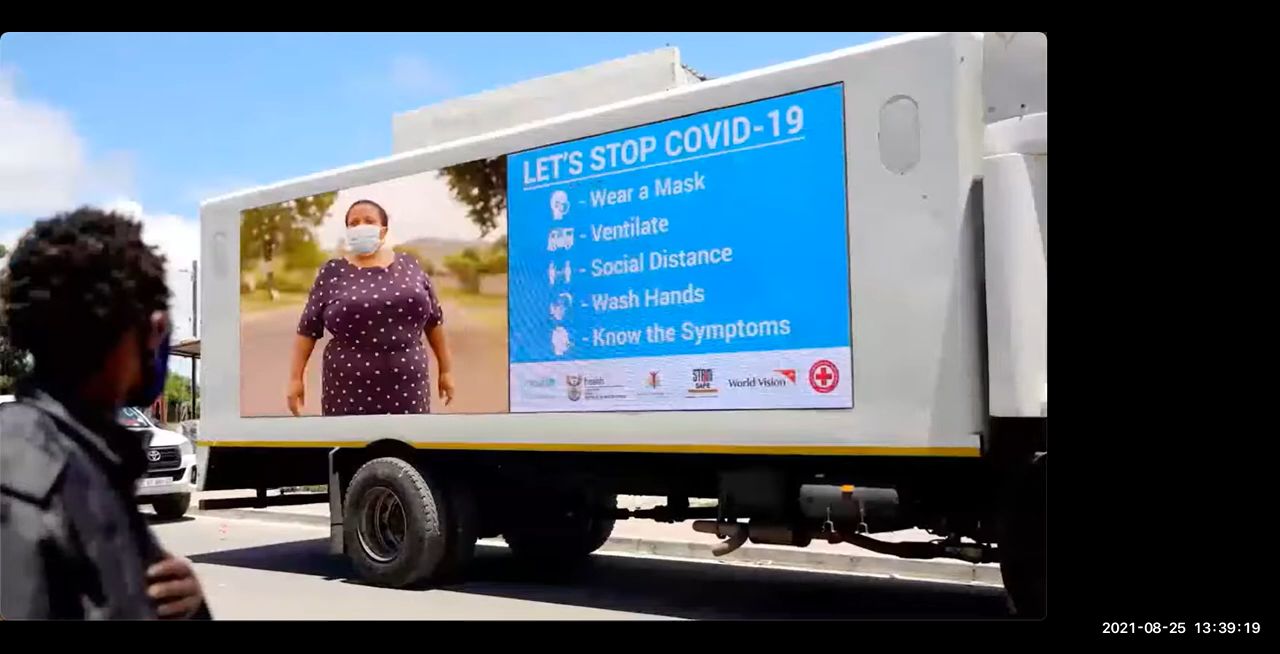 LET'S STOP COVID-19
- Wear a Mask
- Ventilate
- Social Distance
- Wash Hands
- Know the Symptoms
health
World Vision
2021-08-25 13:39:19